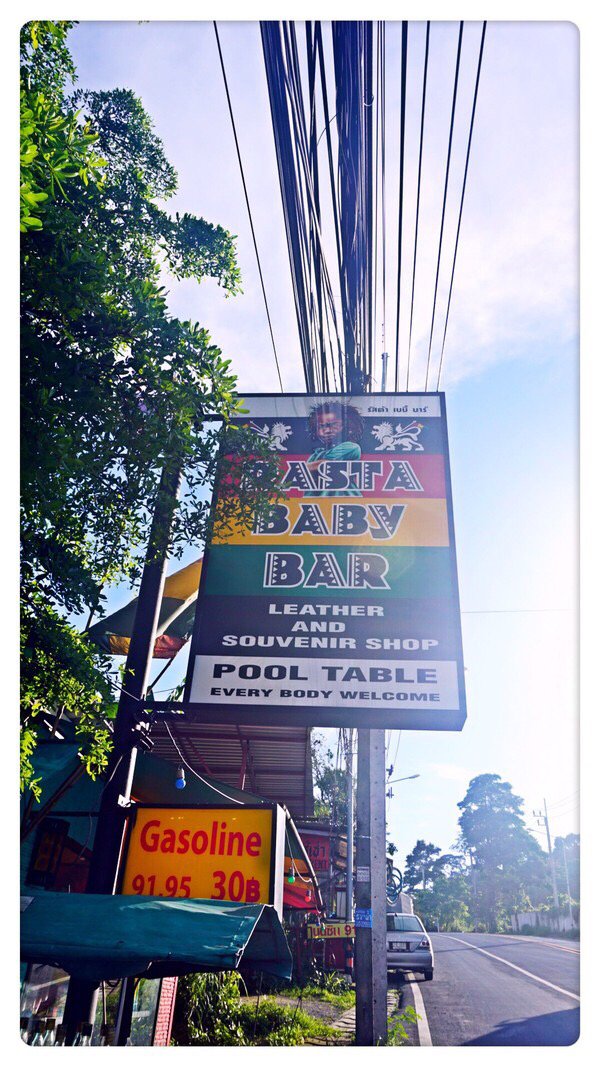 รัสต้า เบบี้ บาร์
RASTA
BABY
BAR
LEATHER
AND
SOUVENIR SHOP
POOL TABLE
EVERY BODY WELCOME
Gasoline
91.95 30฿